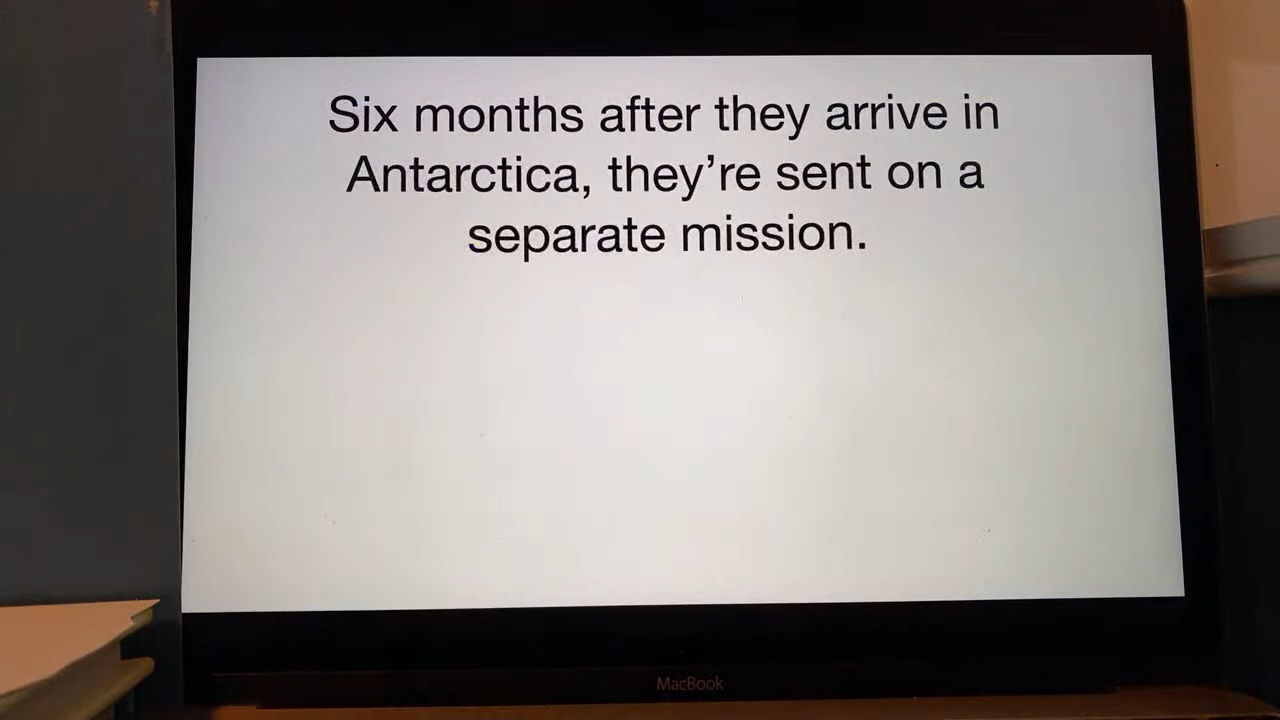 Six months after they arrive in
Antarctica, they’re sent on a
separate mission.
MacBook